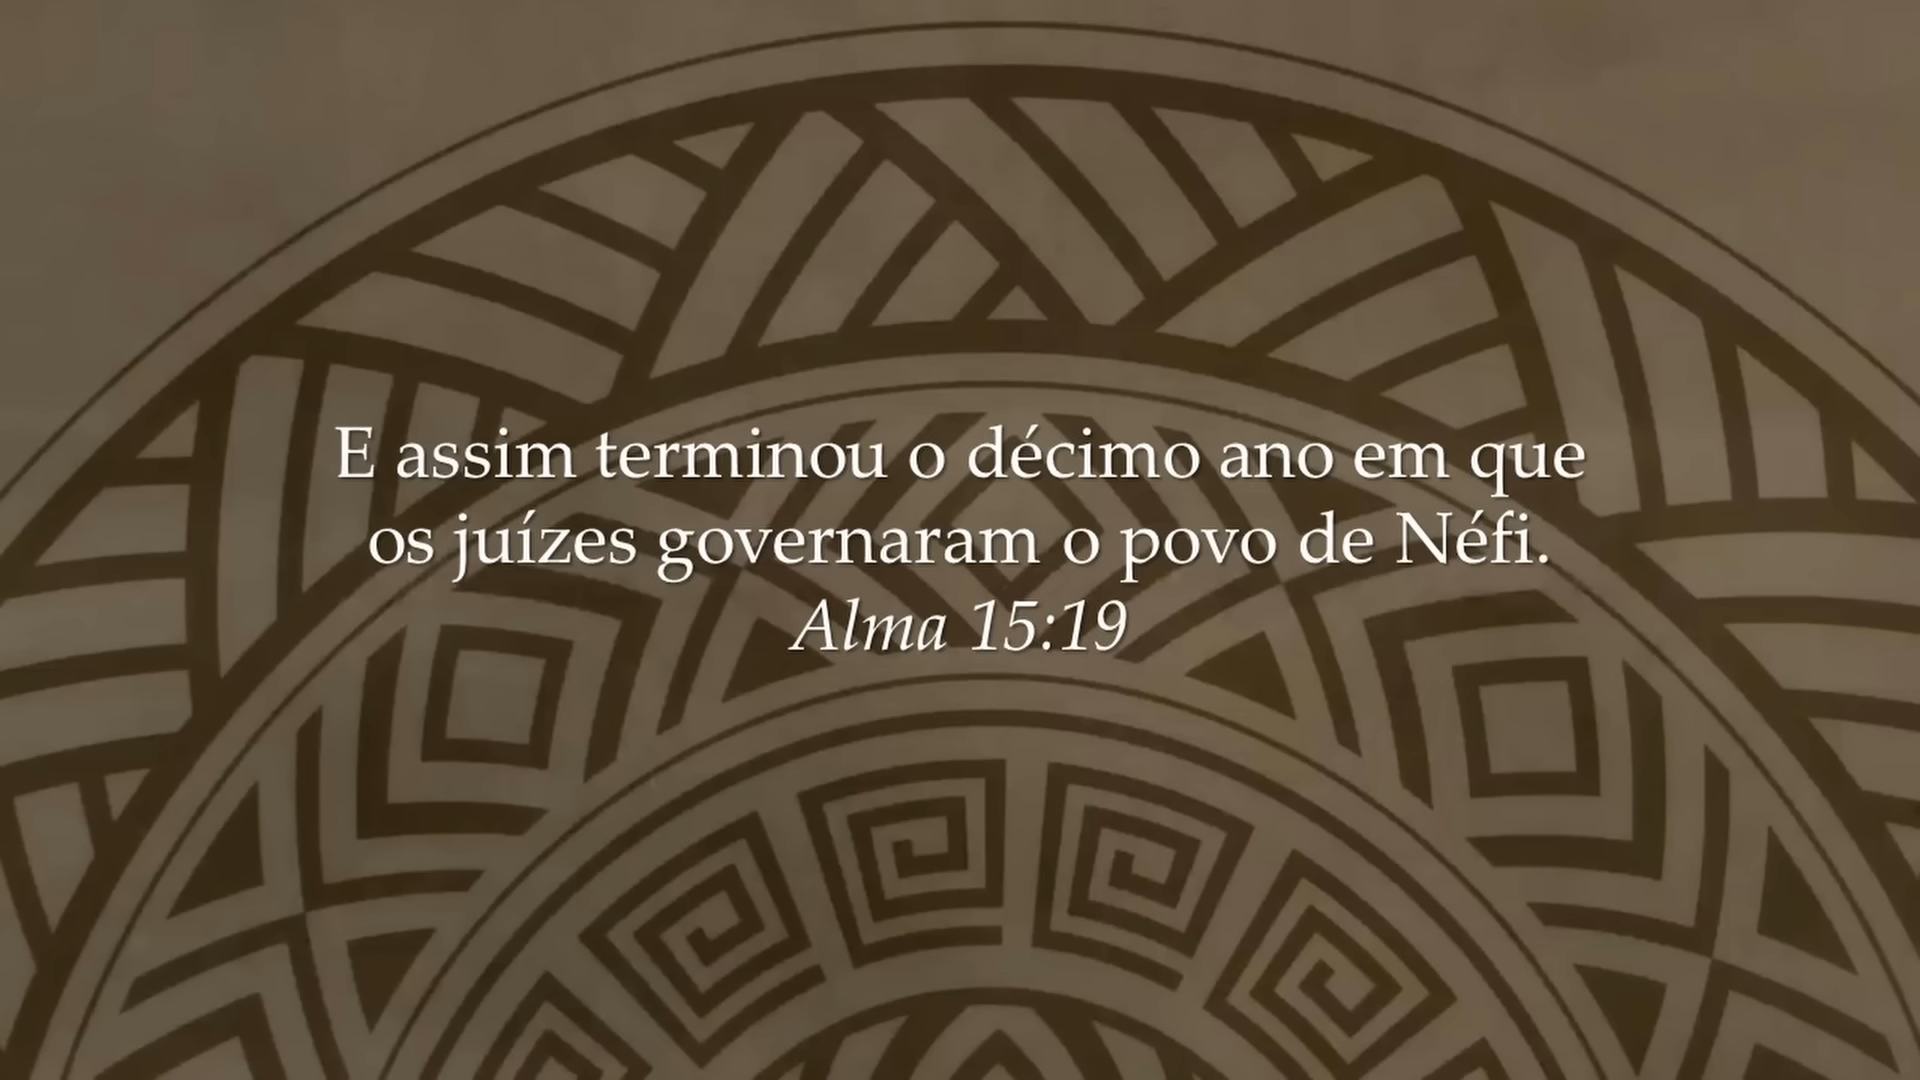 E assim terminou o décimo ano em que
os juízes governaram o povo de Néfi.
Alma 15:19